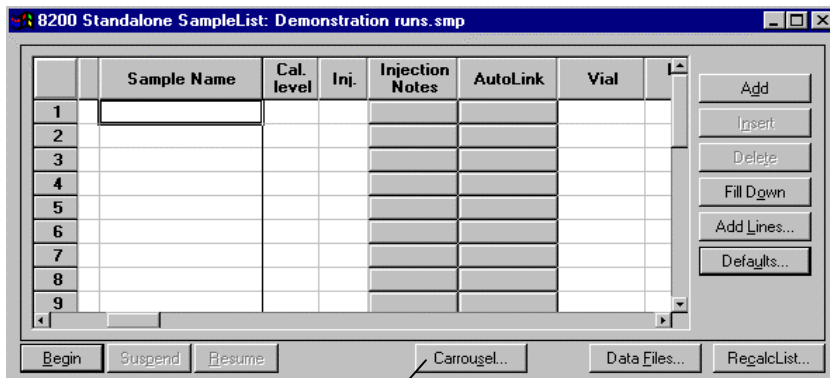 8200 Standalone SampleList: Demonstration runs.smp
Sample Name Cal. level Inj. Injection Notes AutoLink Vial
1
2
3
4
5
6
7
8
9
Add
Insert
Delete
Fill Down
Add Lines...
Defaults...
Begin Suspend Resume Carrousel... Data Files... RecalcList...